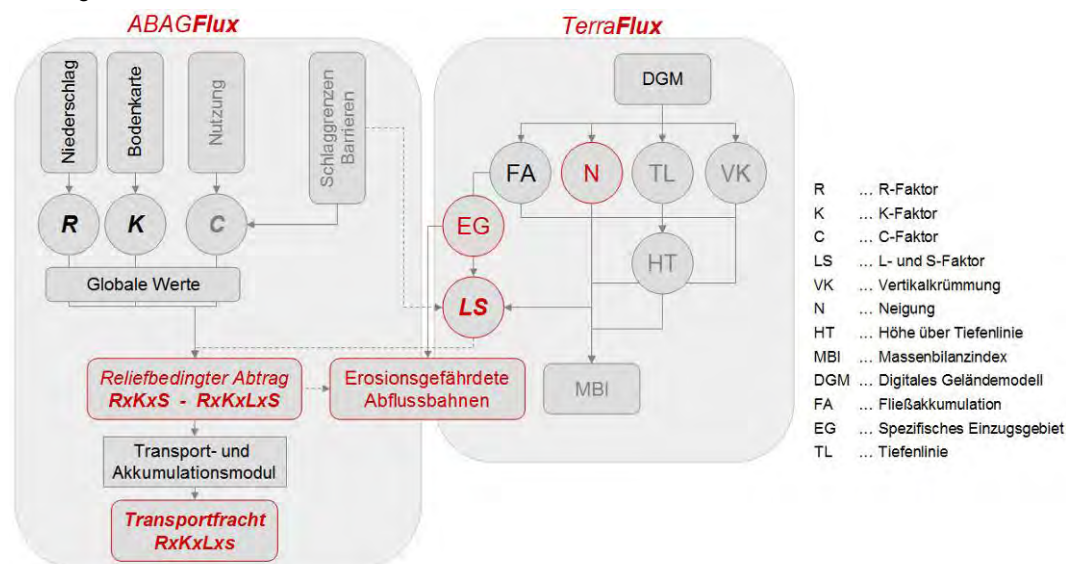 ABAGFlux
TerraFlux
Niederschlag
Bodenkarte
Nutzung
Schlaggrenzen
Barrieren
DGM
FA
N
TL
VK
R
K
C
EG
HT
Globale Werte
LS
Reliefbedingter Abtrag
RxKxS - RxKxLxS
Erosionsgefährdete
Abflussbahnen
MBI
Transport- und
Akkumulationsmodul
Transportfracht
RxKxLxs
R ... R-Faktor
K ... K-Faktor
C ... C-Faktor
LS ... L- und S-Faktor
VK ... Vertikalkrümmung
N ... Neigung
HT ... Höhe über Tiefenlinie
MBI ... Massenbilanzindex
DGM ... Digitales Geländemodell
FA ... Fließakkumulation
EG ... Spezifisches Einzugsgebiet
TL ... Tiefenlinie